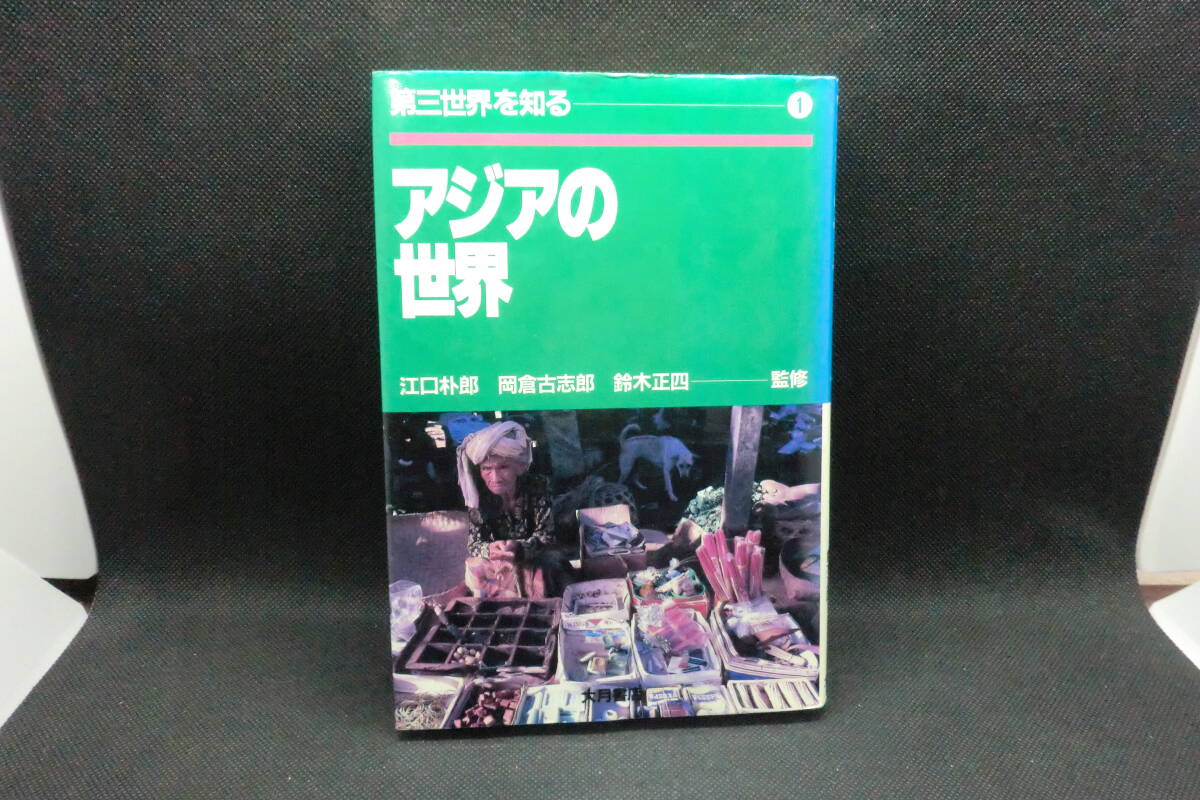 第三世界を知る 1
アジアの
世界
江口朴郎 岡倉古志郎 鈴木正四 監修
大月書店